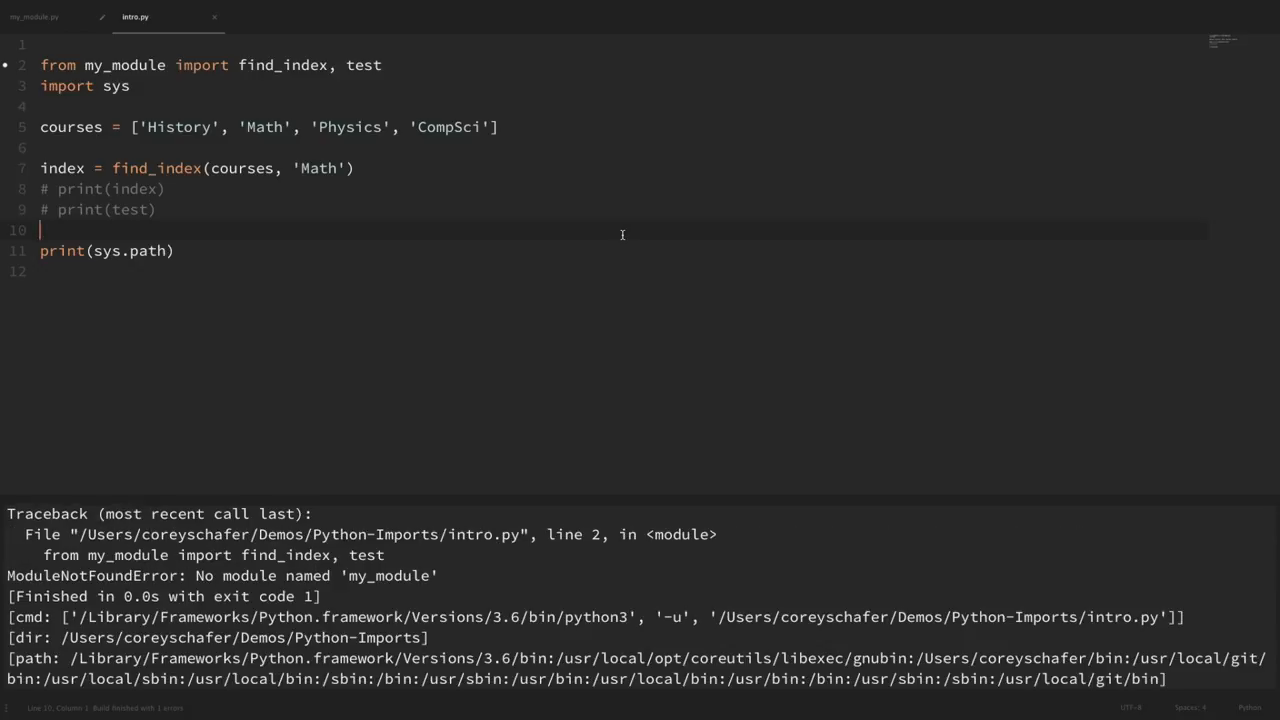 my_module.py intro.py ×
1
2 from my_module import find_index, test
3 import sys
4
5 courses = ['History', 'Math', 'Physics', 'CompSci']
6
7 index = find_index(courses, 'Math')
8 # print(index)
9 # print(test)
10
11 print(sys.path)
12
Traceback (most recent call last):
File "/Users/coreyschafer/Demos/Python-Imports/intro.py", line 2, in <module>
from my_module import find_index, test
ModuleNotFoundError: No module named 'my_module'
[Finished in 0.0s with exit code 1]
[cmd: ['/Library/Frameworks/Python.framework/Versions/3.6/bin/python3', '-u', '/Users/coreyschafer/Demos/Python-Imports/intro.py']]
[dir: /Users/coreyschafer/Demos/Python-Imports]
[path: /Library/Frameworks/Python.framework/Versions/3.6/bin:/usr/local/opt/coreutils/libexec/gnubin:/Users/coreyschafer/bin:/usr/local/git/
bin:/usr/local/sbin:/usr/local/bin:/sbin:/bin:/usr/sbin:/usr/bin:/usr/local/bin:/usr/bin:/bin:/usr/sbin:/sbin:/usr/local/git/bin]
Line 10, Column 1 Build finished with 1 errors UTF-8 Spaces: 4 Python